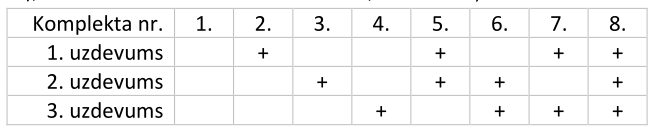 Komplekta nr. 1. 2. 3. 4. 5. 6. 7. 8.
1. uzdevums + + + +
2. uzdevums + + + +
3. uzdevums + + + +